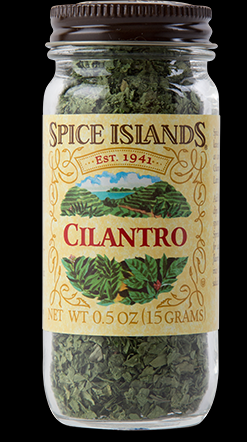 SPICE ISLANDS
EST. 1941
CILANTRO
NET WT 0.5 OZ (15 GRAMS)